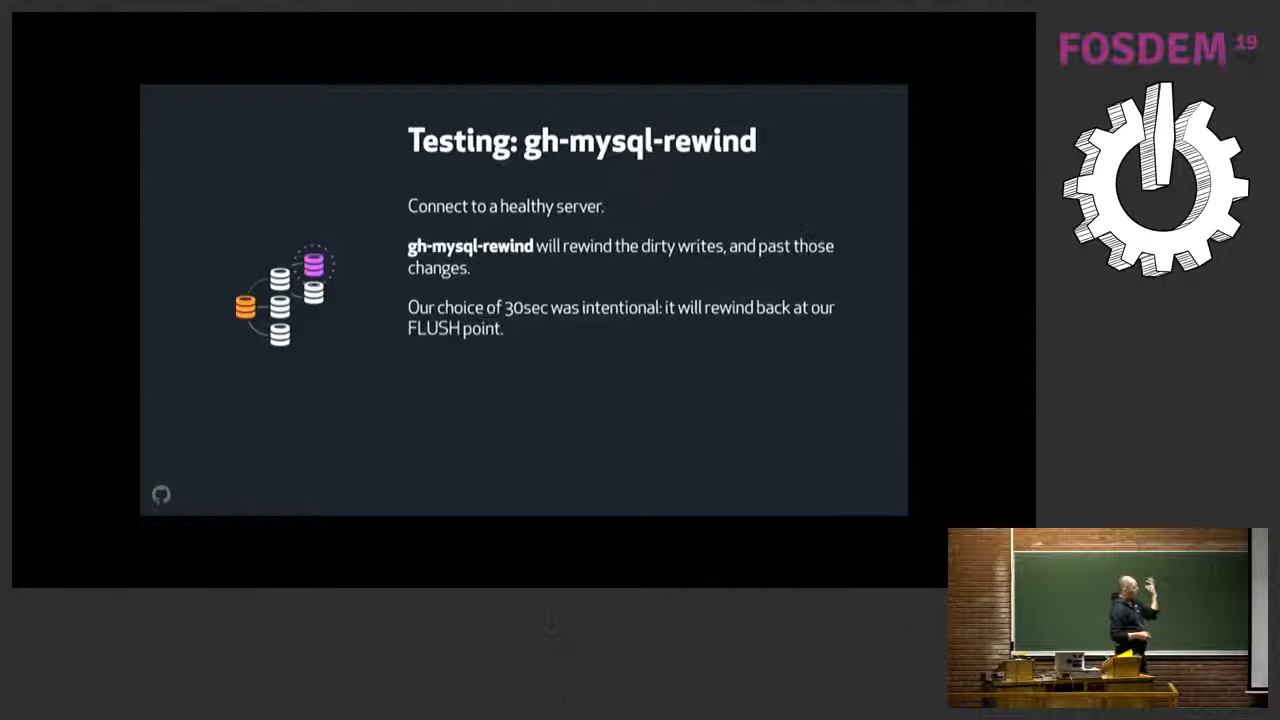 FOSDEM 19
Testing: gh-mysql-rewind
Connect to a healthy server.
gh-mysql-rewind will rewind the dirty writes, and past those
changes.
Our choice of 30sec was intentional: it will rewind back at our
FLUSH point.